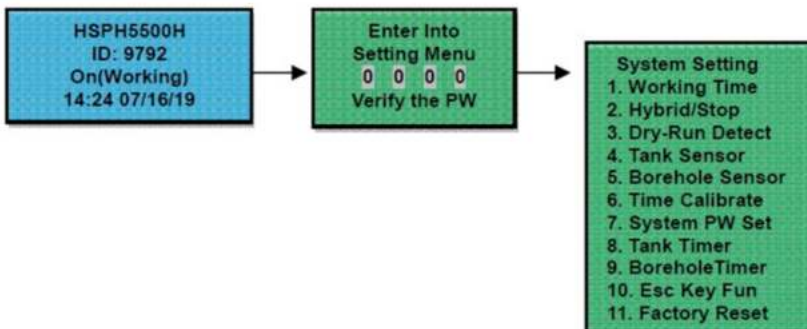 HSPH5500H
ID: 9792
On(Working)
14:24 07/16/19
Enter Into
Setting Menu
0 0 0 0
Verify the PW
System Setting
1. Working Time
2. Hybrid/Stop
3. Dry-Run Detect
4. Tank Sensor
5. Borehole Sensor
6. Time Calibrate
7. System PW Set
8. Tank Timer
9. BoreholeTimer
10. Esc Key Fun
11. Factory Reset